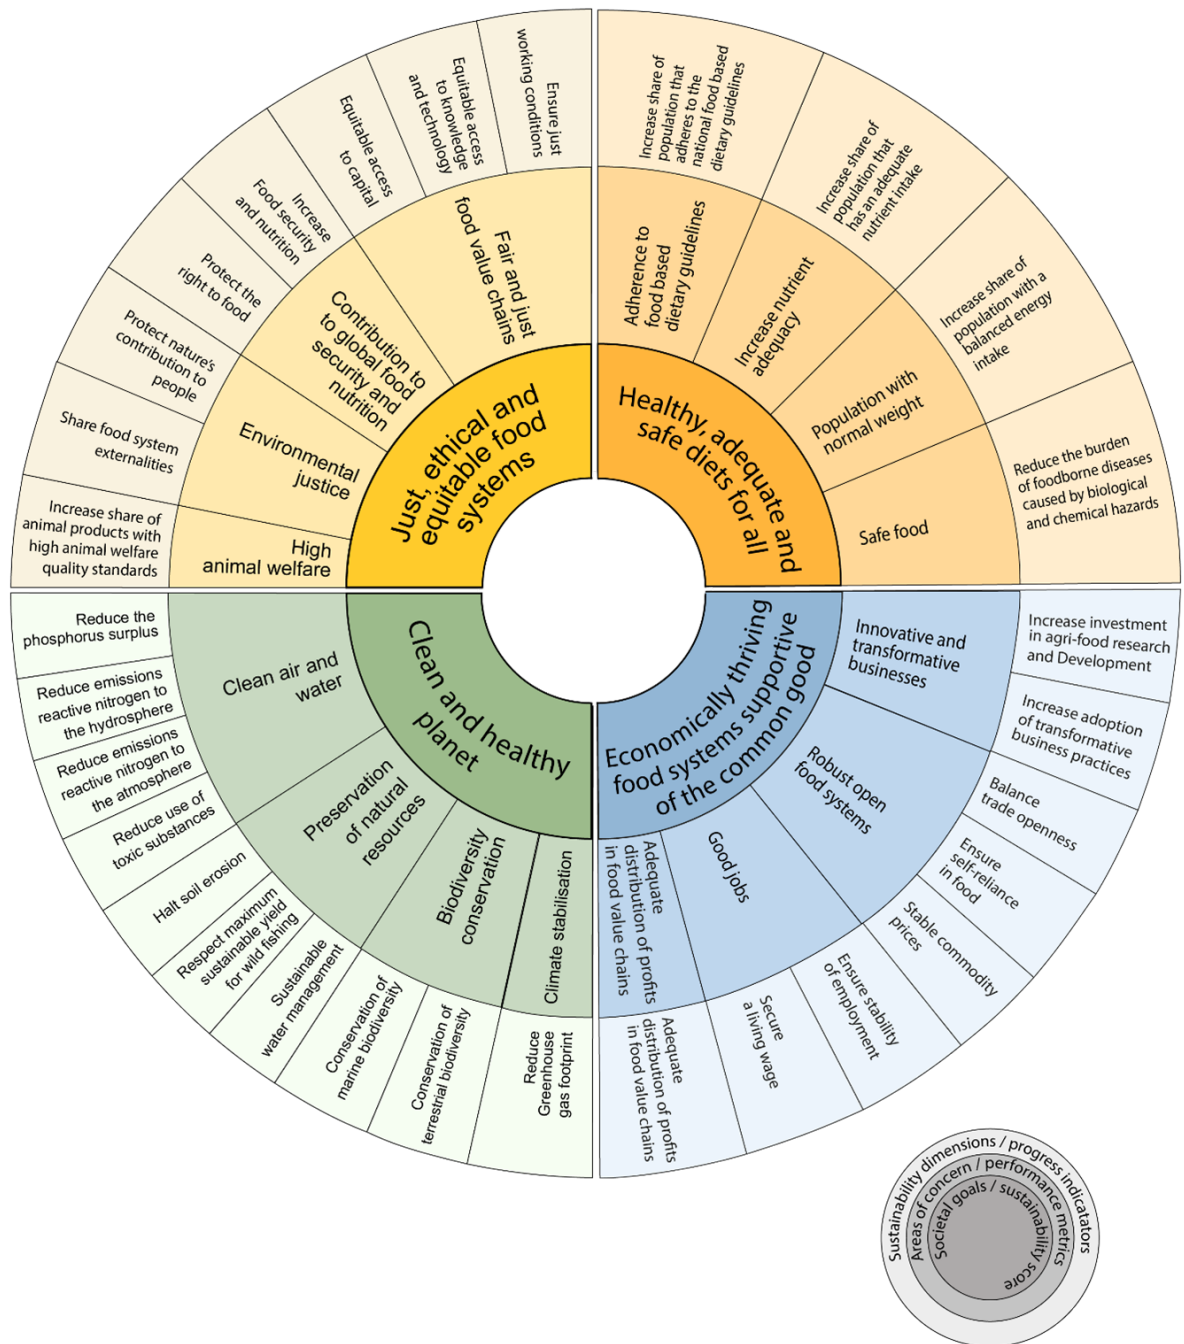 Just, ethical and
equitable food
systems
Fair and just
food value chains
Ensure just
working conditions
Equitable access
to knowledge
and technology
Equitable access
to capital
Contribution to
to global food
security and
nutrition
Increase
Food security
and nutrition
Protect the
right to food
Environmental
justice
Protect nature's
contribution to
people
Share food system
externalities
High
animal welfare
Increase share of
animal products with
high animal welfare
quality standards
Healthy, adequate and
safe diets for all
Adherence to
food based
dietary guidelines
Increase share of
population that
adheres to the
national food based
dietary guidelines
Increase nutrient
adequacy
Increase share of
population that
has an adequate
nutrient intake
Population with
normal weight
Increase share of
population with a
balanced energy
intake
Safe food
Reduce the burden
of foodborne diseases
caused by biological
and chemical hazards
Economically thriving
food systems supportive
of the common good
Innovative and
transformative
businesses
Increase investment
in agri-food research
and Development
Increase adoption
of transformative
business practices
Robust open
food systems
Balance
trade openness
Ensure
self-reliance
in food
Stable commodity
prices
Good jobs
Ensure stability
of employment
Secure
a living wage
Adequate
distribution of profits
in food value chains
Adequate
distribution of profits
in food value chains
Clean and healthy
planet
Clean air and
water
Reduce the
phosphorus surplus
Reduce emissions
reactive nitrogen to
the hydrosphere
Reduce emissions
reactive nitrogen to
the atmosphere
Reduce use of
toxic substances
Preservation
of natural
resources
Halt soil erosion
Respect maximum
sustainable yield
for wild fishing
Sustainable
water management
Biodiversity
conservation
Conservation of
marine biodiversity
Conservation of
terrestrial biodiversity
Climate stabilisation
Reduce
Greenhouse
gas footprint
Sustainability dimensions / progress indicatators
Areas of concern / performance metrics
Societal goals / sustainability score